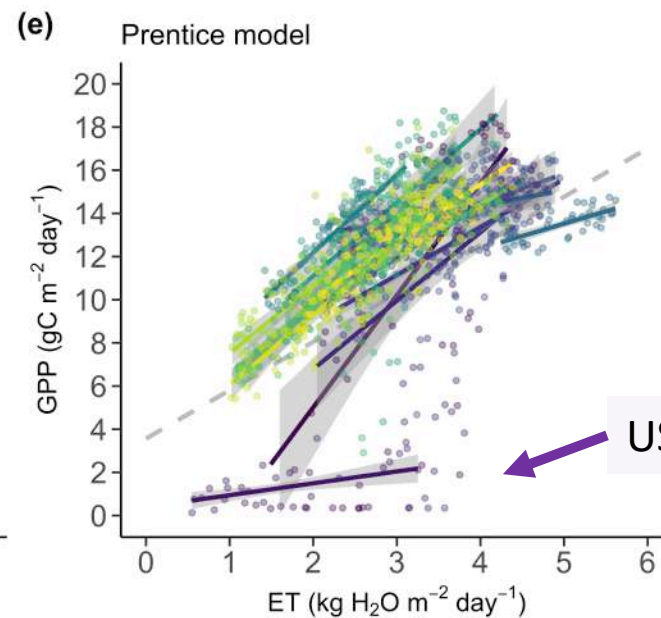 (e)
Prentice model
20
18
16
14
12
10
8
6
4
2
0
GPP (gC m⁻² day⁻¹)
US
0 1 2 3 4 5 6
ET (kg H₂O m⁻² day⁻¹)